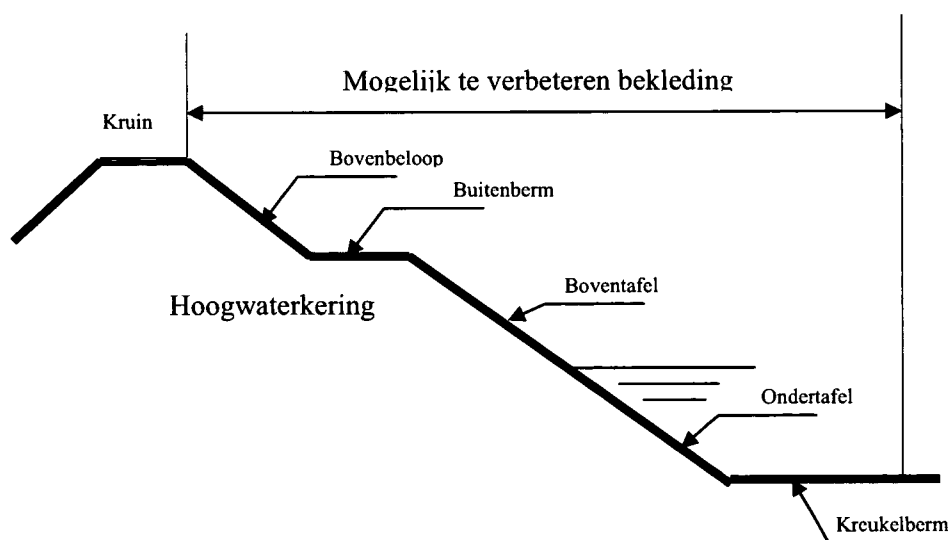 Mogelijk te verbeteren bekleding
Kruin
Bovenbeloop
Buitenberm
Boventafel
Hoogwaterkering
Ondertafel
Kreukelberm